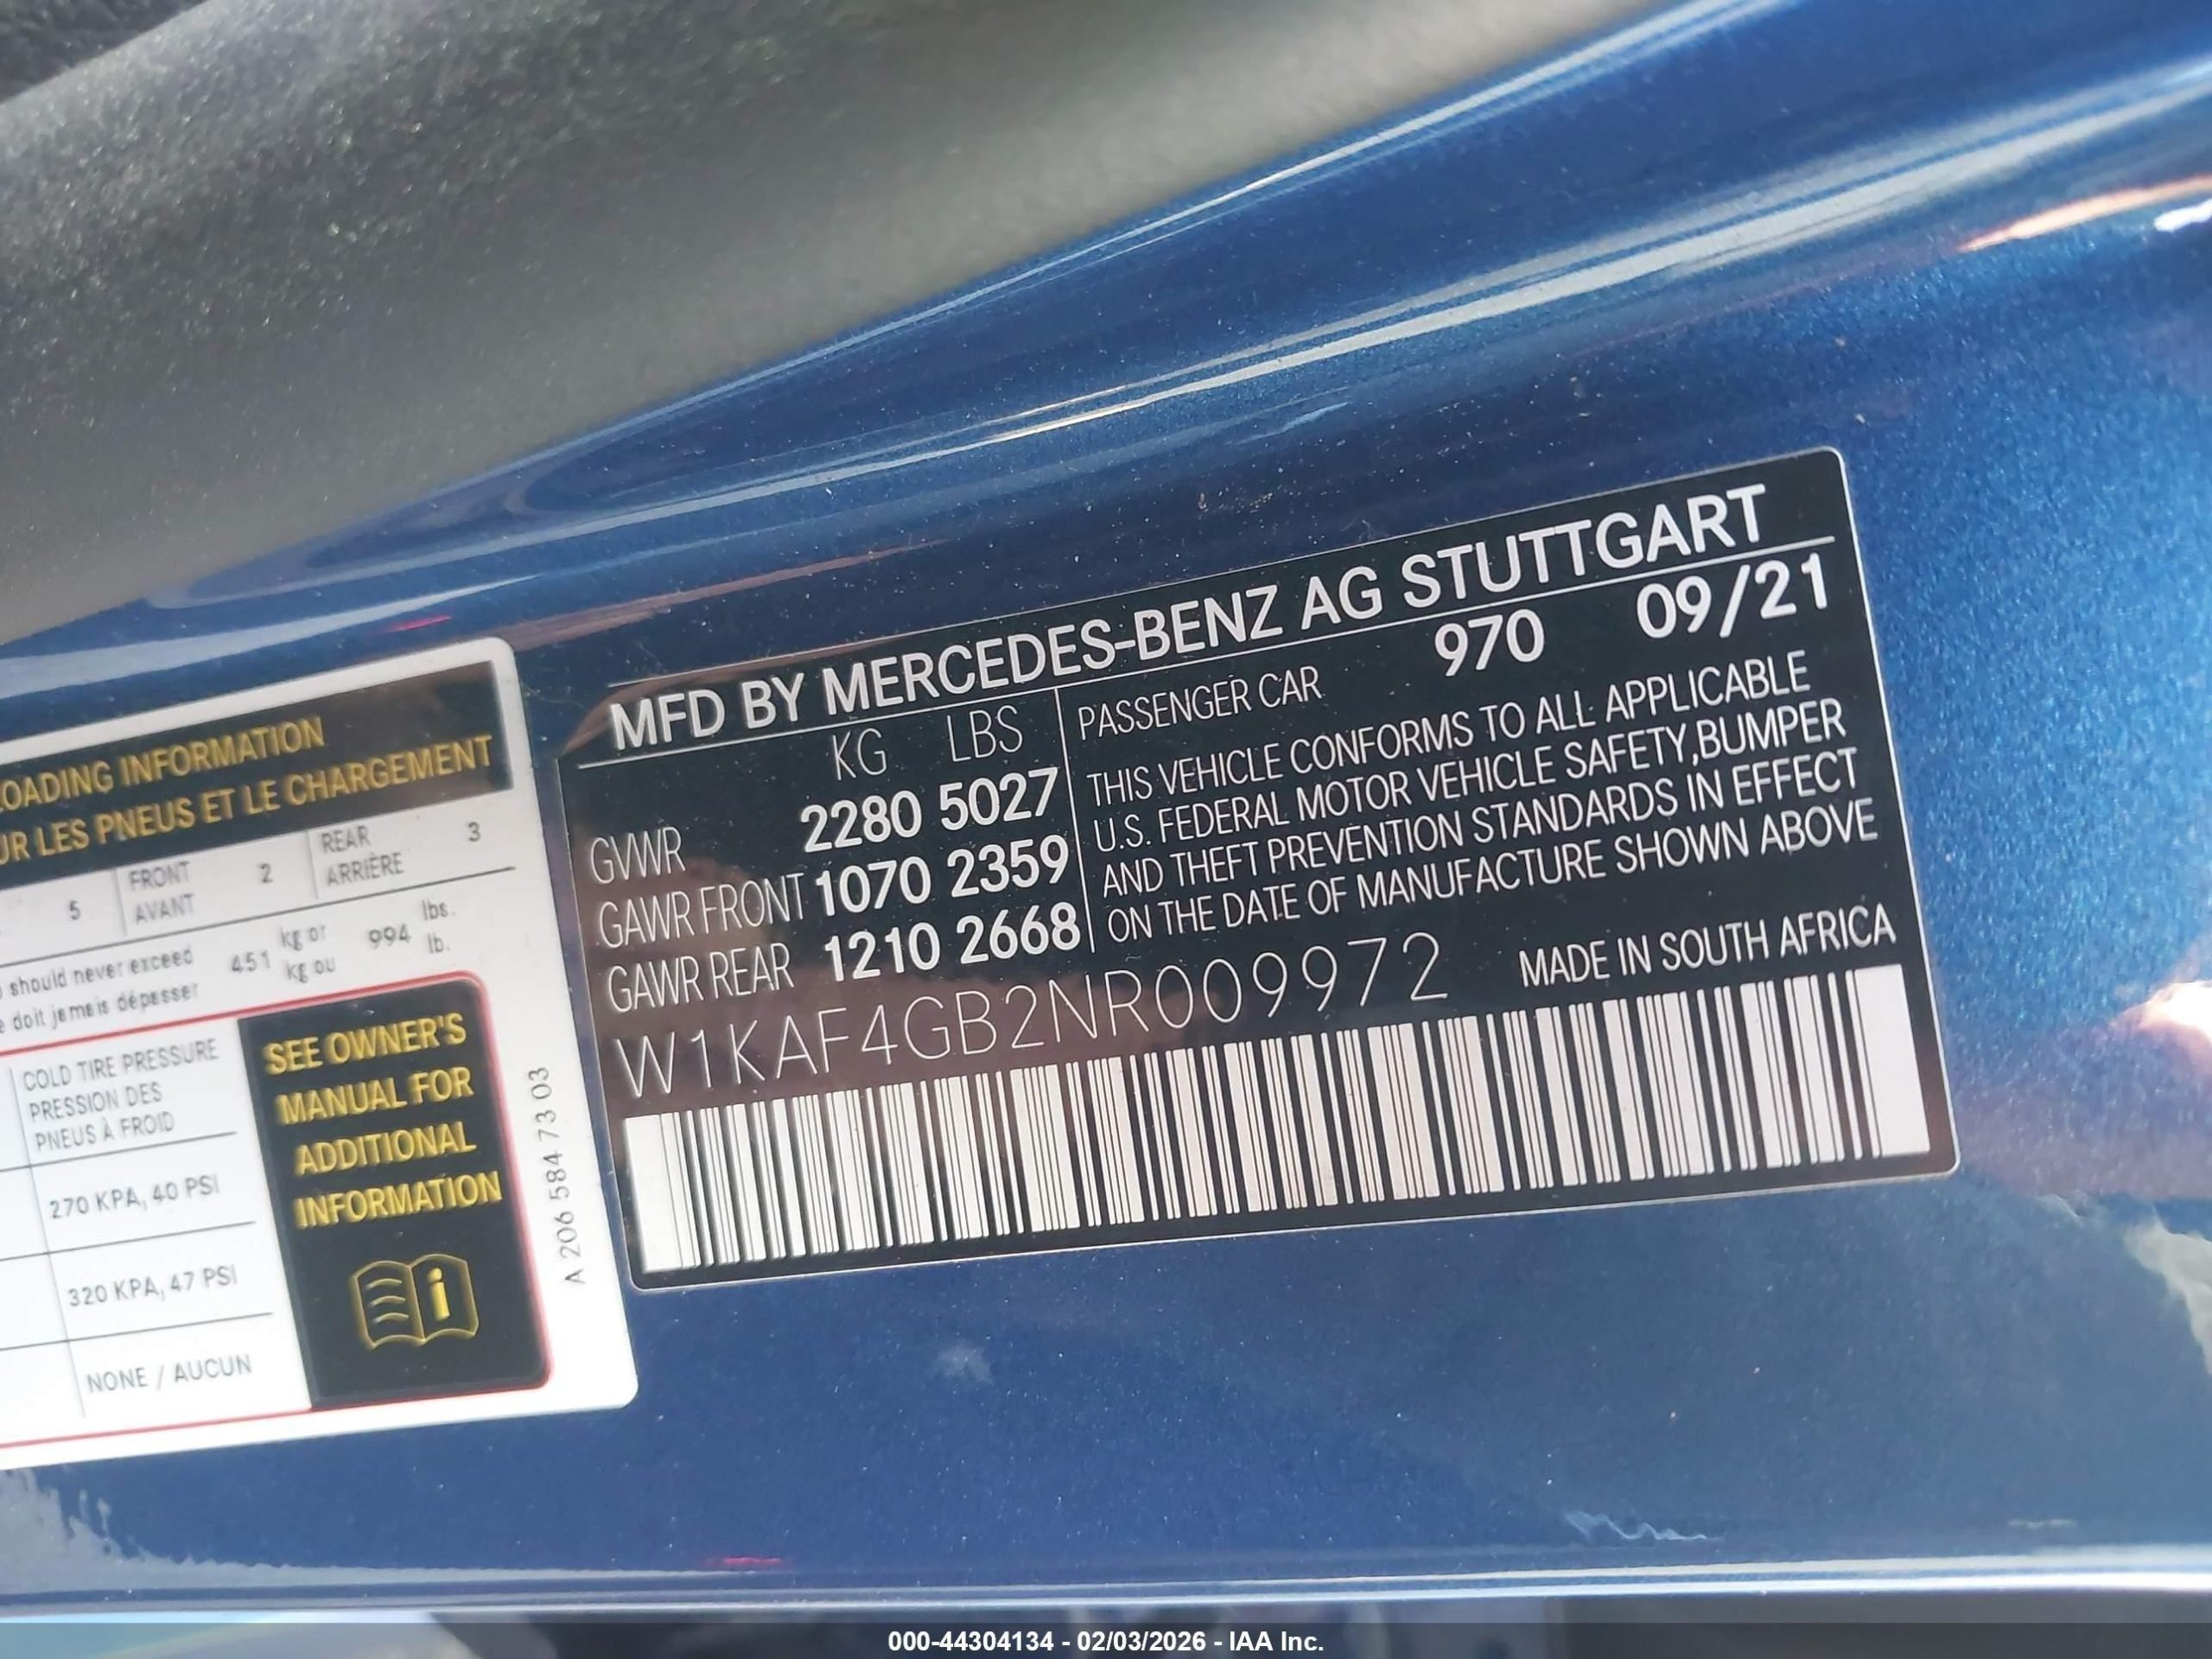 OADING INFORMATION
UR LES PNEUS ET LE CHARGEMENT
5 FRONT AVANT 2 REAR ARRIÈRE 3
should never exceed 451 kg or 994 lbs.
doit jamais dépasser kg ou lb.
COLD TIRE PRESSURE
PRESSION DES
PNEUS À FROID
270 KPA, 40 PSI
320 KPA, 47 PSI
NONE / AUCUN
SEE OWNER'S
MANUAL FOR
ADDITIONAL
INFORMATION
i
A 206 584 73 03
MFD BY MERCEDES-BENZ AG STUTTGART
KG LBS
GVWR 2280 5027
GAWR FRONT 1070 2359
GAWR REAR 1210 2668
PASSENGER CAR 970 09/21
THIS VEHICLE CONFORMS TO ALL APPLICABLE
U.S. FEDERAL MOTOR VEHICLE SAFETY,BUMPER
AND THEFT PREVENTION STANDARDS IN EFFECT
ON THE DATE OF MANUFACTURE SHOWN ABOVE
W1KAF4GB2NR009972 MADE IN SOUTH AFRICA
000-44304134 - 02/03/2026 - IAA Inc.